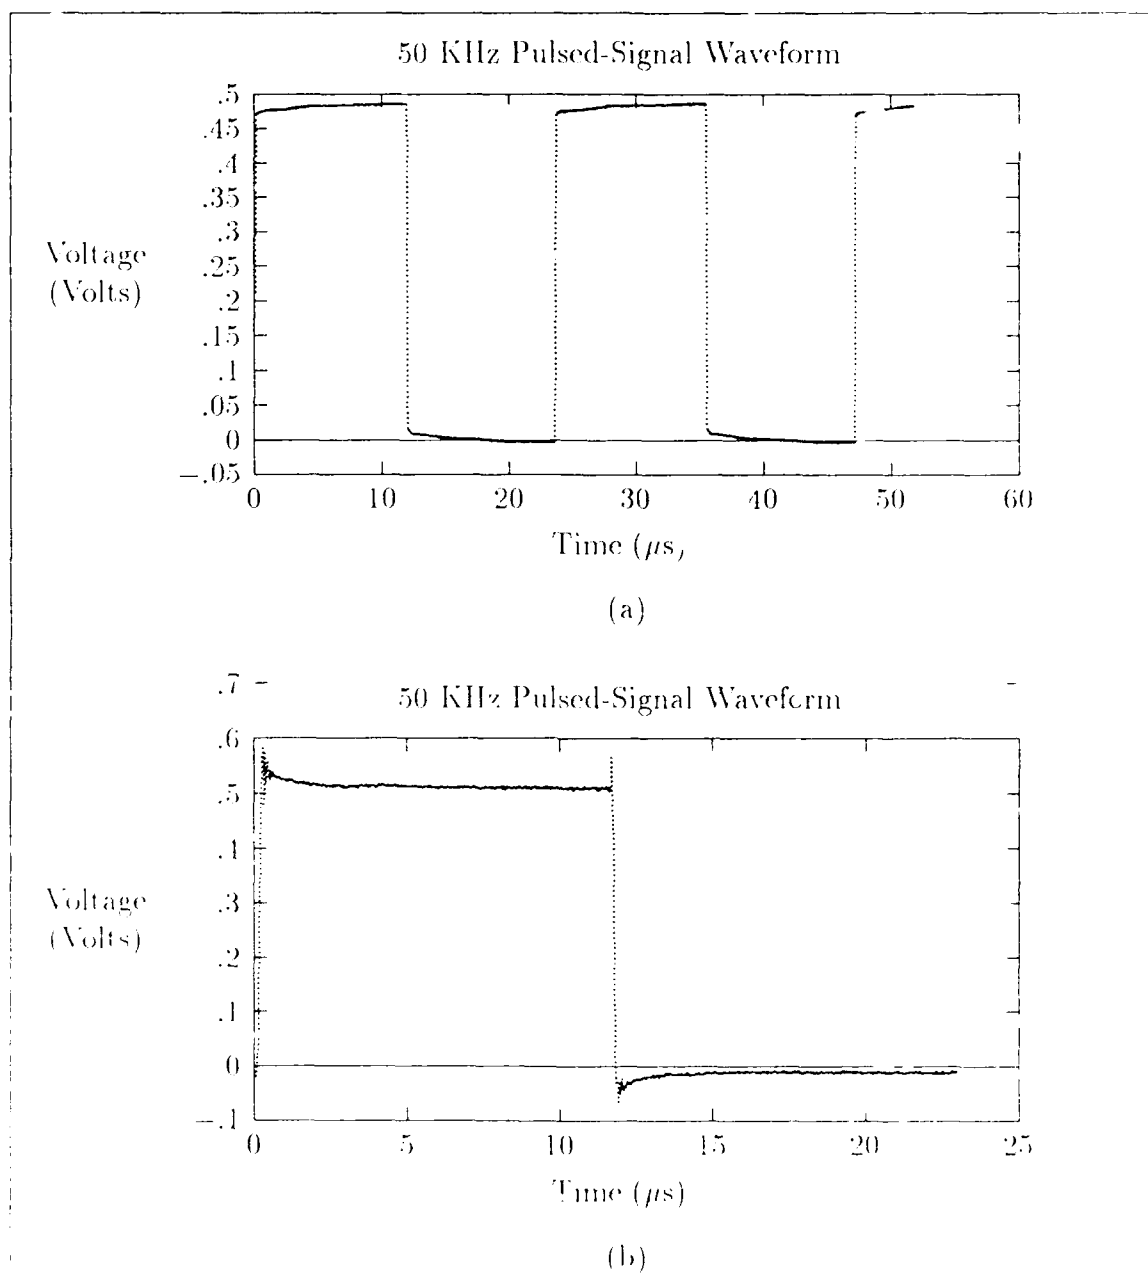 50 KHz Pulsed-Signal Waveform
.5
.45
.4
.35
.3
.25
.2
.15
.1
.05
0
−.05
Voltage
(Volts)
0 10 20 30 40 50 60
Time (μs)
(a)
.7
50 KHz Pulsed-Signal Waveform
.6
.5
.4
.3
.2
.1
0
−.1
Voltage
(Volts)
0 5 10 15 20 25
Time (μs)
(b)